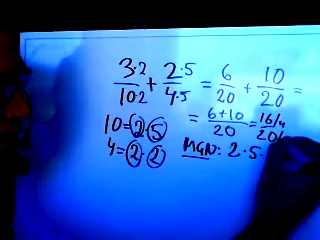 3·2/10·2 + 2·5/4·5 = 6/20 + 10/20 =
10 = 2·5 = 6+10/20 = 16/4/20/
4 = 2·2 MGN: 2·5·